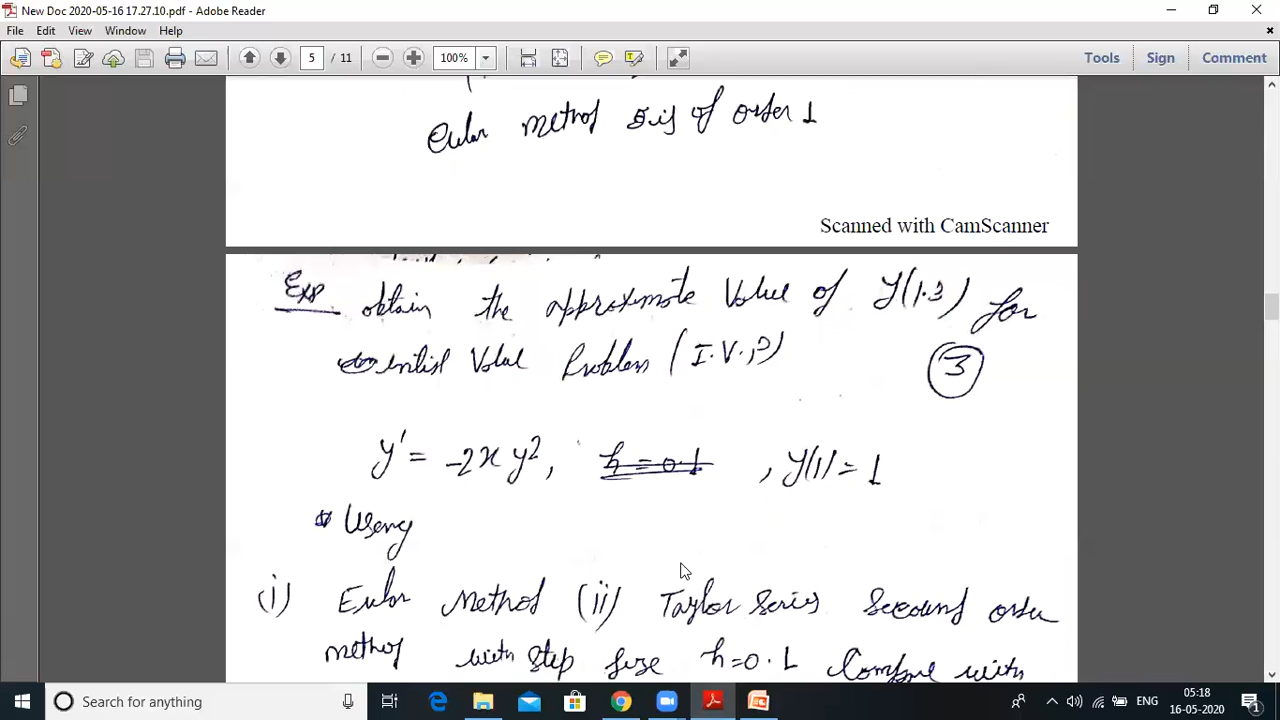 New Doc 2020-05-16 17.27.10.pdf - Adobe Reader
File Edit View Window Help
5 / 11 100% Tools Sign Comment
Euler method is of order 1
Scanned with CamScanner
Exp obtain the approximate Value of y(1.3) for
intial Value Problem (I.V.P)
3
y' = -2xy², h=0.1, y(1)=1
Using
(i) Euler Method (ii) Taylor Series Second order
method with step size h=0.1 Compare with
Search for anything
ENG
05:18
16-05-2020
1